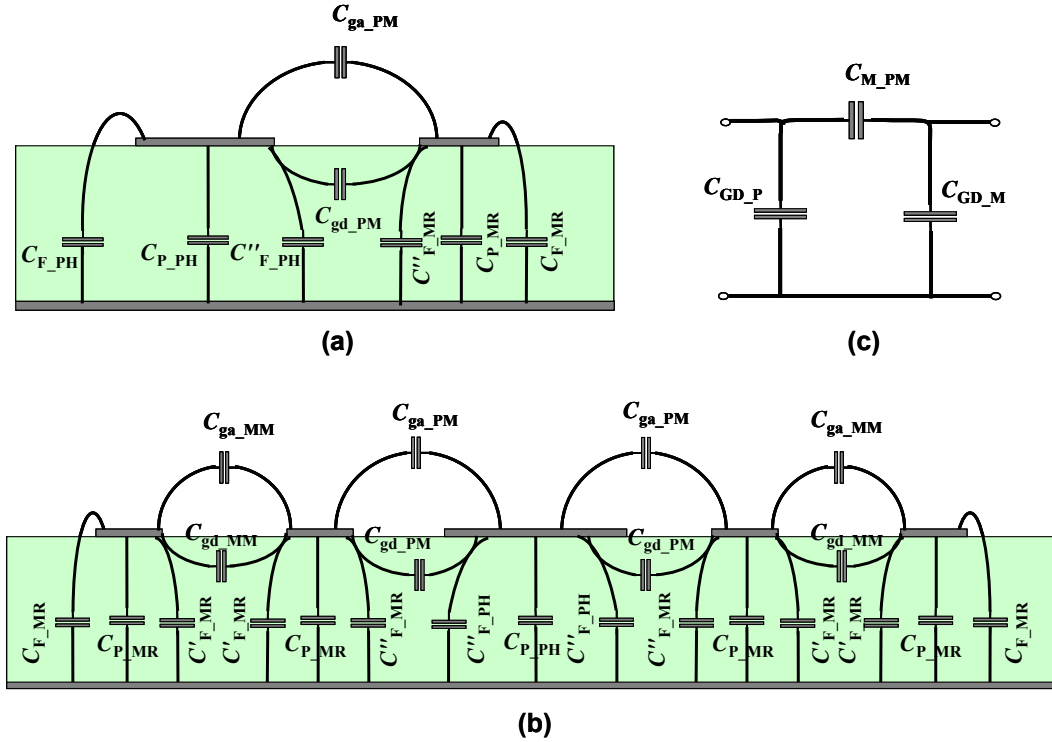 C_ga_PM
C_gd_PM
C_F_PH
C_P_PH
C''_F_PH
C''_F_MR
C_P_MR
C_F_MR
(a)
C_M_PM
C_GD_P
C_GD_M
(c)
C_ga_MM
C_ga_PM
C_ga_PM
C_ga_MM
C_gd_MM
C_gd_PM
C_gd_PM
C_gd_MM
C_F_MR
C_P_MR
C'_F_MR
C'_F_MR
C_P_MR
C''_F_MR
C''_F_PH
C_P_PH
C''_F_PH
C''_F_MR
C_P_MR
C'_F_MR
C'_F_MR
C_P_MR
C_F_MR
(b)